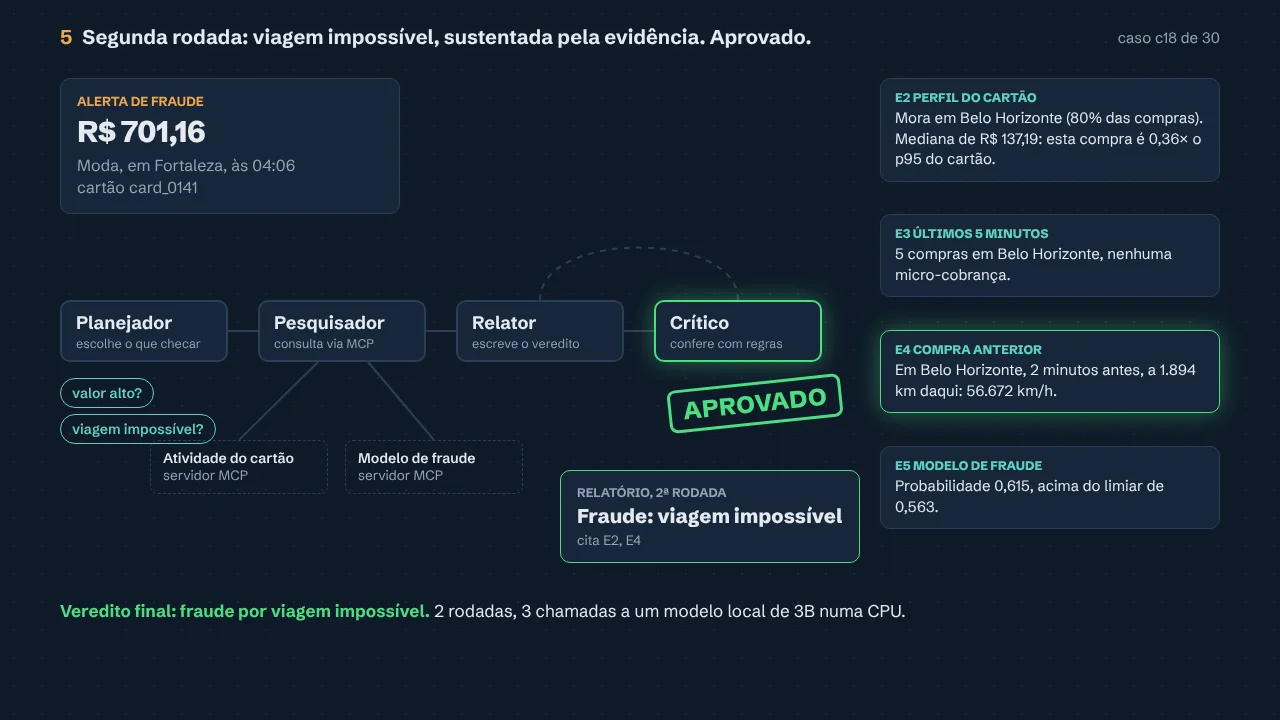 5 Segunda rodada: viagem impossível, sustentada pela evidência. Aprovado.
caso c18 de 30
ALERTA DE FRAUDE
R$ 701,16
Moda, em Fortaleza, às 04:06
cartão card_0141
E2 PERFIL DO CARTÃO
Mora em Belo Horizonte (80% das compras).
Mediana de R$ 137,19: esta compra é 0,36× o
p95 do cartão.
E3 ÚLTIMOS 5 MINUTOS
5 compras em Belo Horizonte, nenhuma
micro-cobrança.
Planejador
escolhe o que checar
Pesquisador
consulta via MCP
Relator
escreve o veredito
Crítico
confere com regras
E4 COMPRA ANTERIOR
Em Belo Horizonte, 2 minutos antes, a 1.894
km daqui: 56.672 km/h.
valor alto?
viagem impossível?
APROVADO
Atividade do cartão
servidor MCP
Modelo de fraude
servidor MCP
E5 MODELO DE FRAUDE
Probabilidade 0,615, acima do limiar de
0,563.
RELATÓRIO, 2ª RODADA
Fraude: viagem impossível
cita E2, E4
Veredito final: fraude por viagem impossível. 2 rodadas, 3 chamadas a um modelo local de 3B numa CPU.